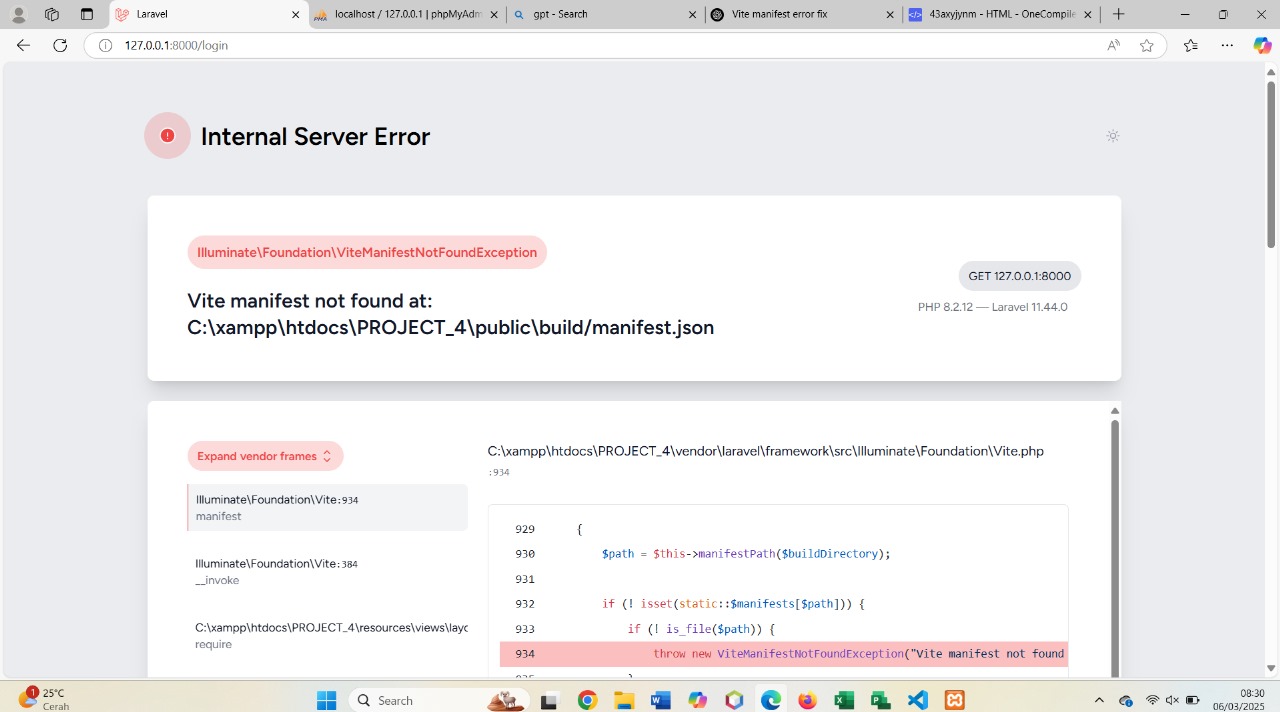 Laravel
localhost / 127.0.0.1 | phpMyAdm
gpt - Search
Vite manifest error fix
43axyjynm - HTML - OneCompile
127.0.0.1:8000/login
Internal Server Error
Illuminate\Foundation\ViteManifestNotFoundException
Vite manifest not found at:
C:\xampp\htdocs\PROJECT_4\public\build/manifest.json
GET 127.0.0.1:8000
PHP 8.2.12 — Laravel 11.44.0
Expand vendor frames
Illuminate\Foundation\Vite:934
manifest
Illuminate\Foundation\Vite:384
__invoke
C:\xampp\htdocs\PROJECT_4\resources\views\layo
require
C:\xampp\htdocs\PROJECT_4\vendor\laravel\framework\src\Illuminate\Foundation\Vite.php
:934
929 {
930 $path = $this->manifestPath($buildDirectory);
931
932 if (! isset(static::$manifests[$path])) {
933 if (! is_file($path)) {
934 throw new ViteManifestNotFoundException("Vite manifest not found
1
25°C
Cerah
Search
08:30
06/03/2025